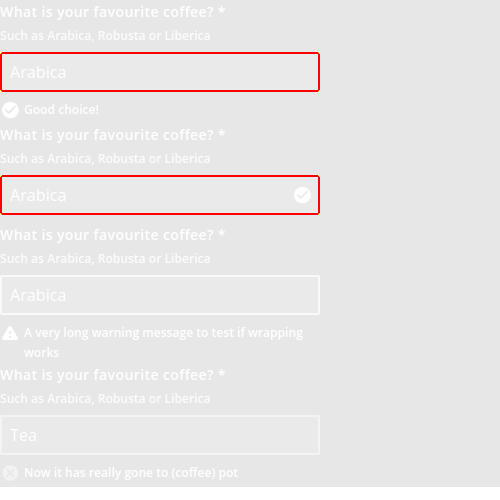 What is your favourite coffee? *
Such as Arabica, Robusta or Liberica
Arabica
Good choice!
What is your favourite coffee? *
Such as Arabica, Robusta or Liberica
Arabica
What is your favourite coffee? *
Such as Arabica, Robusta or Liberica
Arabica
A very long warning message to test if wrapping
works
What is your favourite coffee? *
Such as Arabica, Robusta or Liberica
Tea
Now it has really gone to (coffee) pot